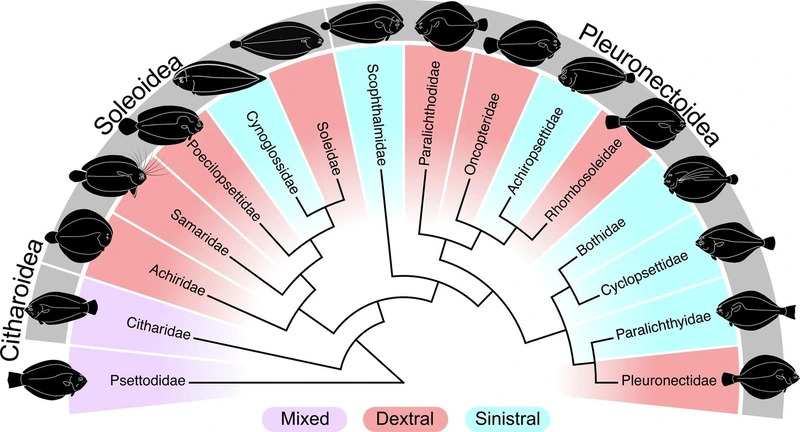 Citharoidea
Soleoidea
Pleuronectoidea
Psettodidae
Citharidae
Achiridae
Samaridae
Poecilopsettidae
Cynoglossidae
Soleidae
Scophthalmidae
Paralichthodidae
Oncopteridae
Achiropsettidae
Rhombosoleidae
Bothidae
Cyclopsettidae
Paralichthyidae
Pleuronectidae
Mixed
Dextral
Sinistral